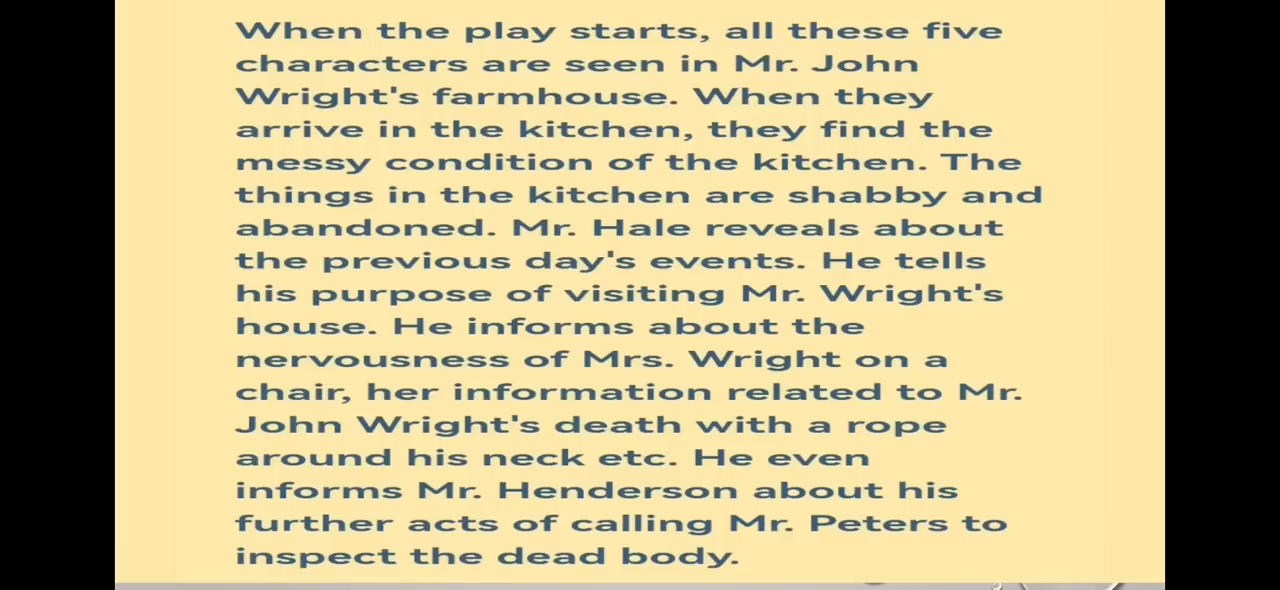 When the play starts, all these five
characters are seen in Mr. John
Wright's farmhouse. When they
arrive in the kitchen, they find the
messy condition of the kitchen. The
things in the kitchen are shabby and
abandoned. Mr. Hale reveals about
the previous day's events. He tells
his purpose of visiting Mr. Wright's
house. He informs about the
nervousness of Mrs. Wright on a
chair, her information related to Mr.
John Wright's death with a rope
around his neck etc. He even
informs Mr. Henderson about his
further acts of calling Mr. Peters to
inspect the dead body.